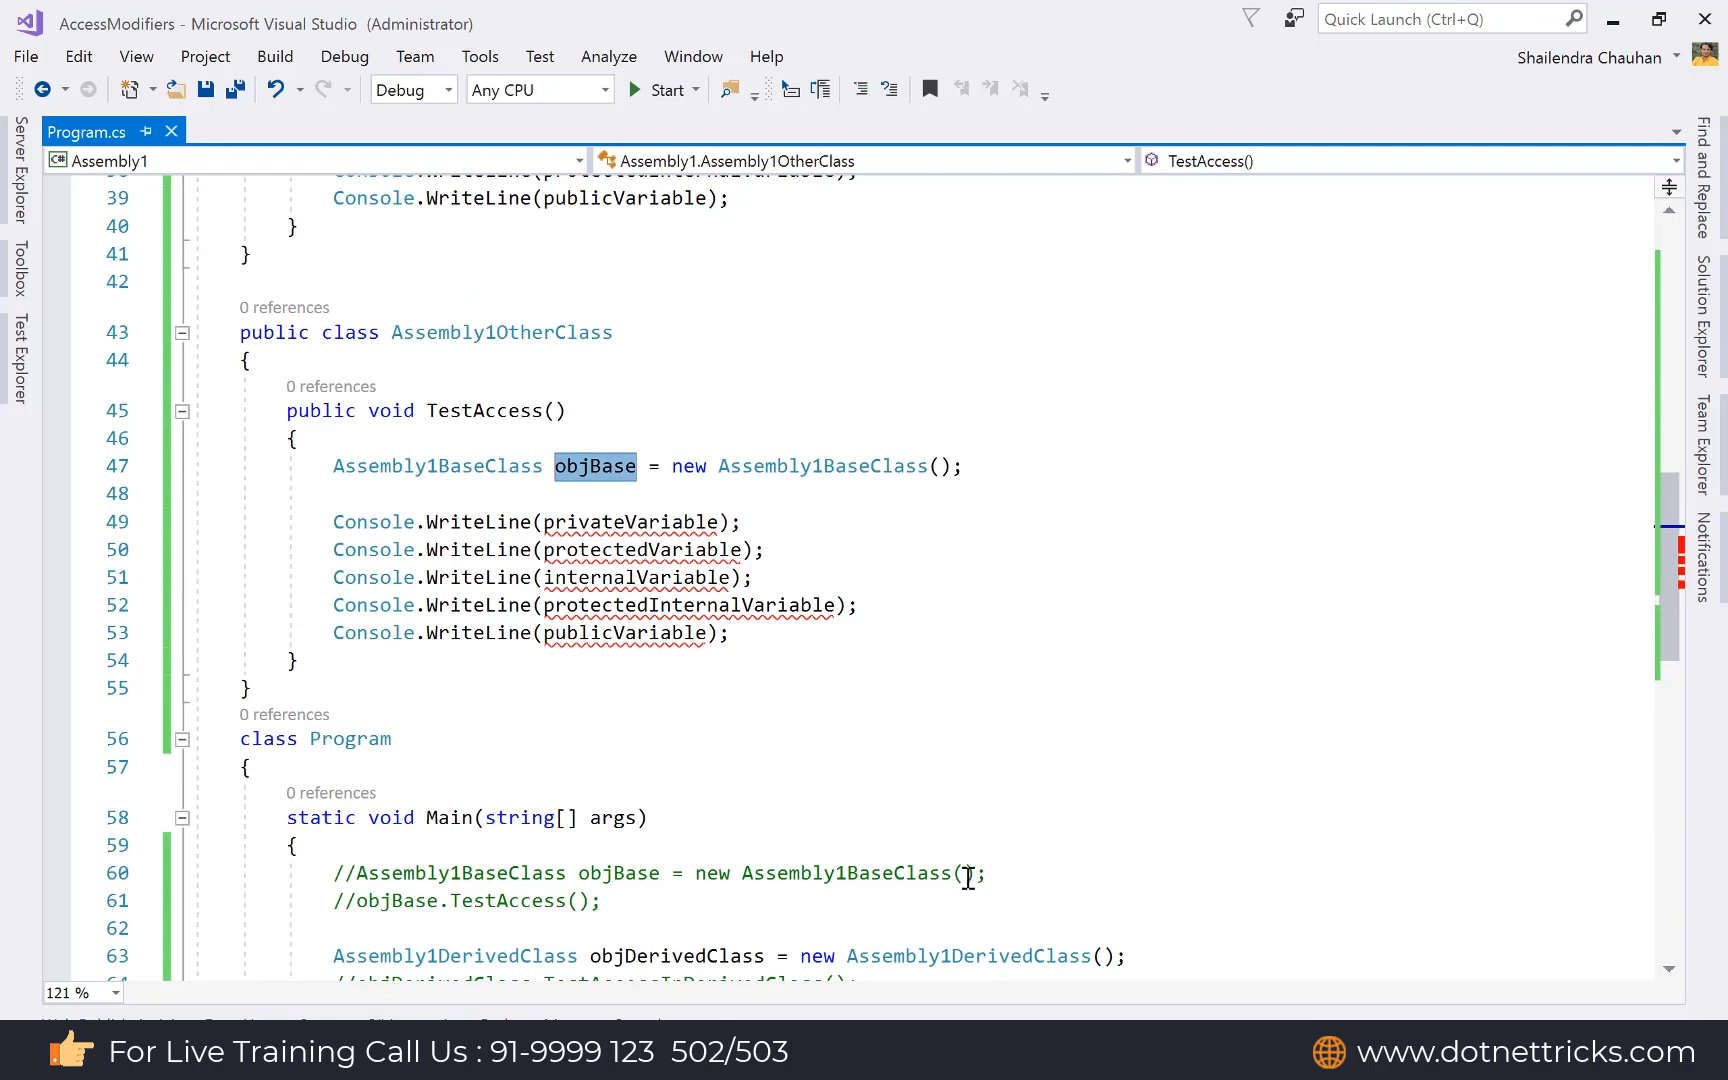 AccessModifiers - Microsoft Visual Studio (Administrator)
Quick Launch (Ctrl+Q)
File Edit View Project Build Debug Team Tools Test Analyze Window Help
Shailendra Chauhan
Debug Any CPU Start
Server Explorer
Toolbox
Test Explorer
Program.cs
C# Assembly1 Assembly1.Assembly1OtherClass TestAccess()
39 Console.WriteLine(publicVariable);
40 }
41 }
42
0 references
43 public class Assembly1OtherClass
44 {
0 references
45 public void TestAccess()
46 {
47 Assembly1BaseClass objBase = new Assembly1BaseClass();
48
49 Console.WriteLine(privateVariable);
50 Console.WriteLine(protectedVariable);
51 Console.WriteLine(internalVariable);
52 Console.WriteLine(protectedInternalVariable);
53 Console.WriteLine(publicVariable);
54 }
55 }
0 references
56 class Program
57 {
0 references
58 static void Main(string[] args)
59 {
60 //Assembly1BaseClass objBase = new Assembly1BaseClass();
61 //objBase.TestAccess();
62
63 Assembly1DerivedClass objDerivedClass = new Assembly1DerivedClass();
121 %
Find and Replace
Solution Explorer
Team Explorer
Notifications
For Live Training Call Us : 91-9999 123 502/503
www.dotnettricks.com